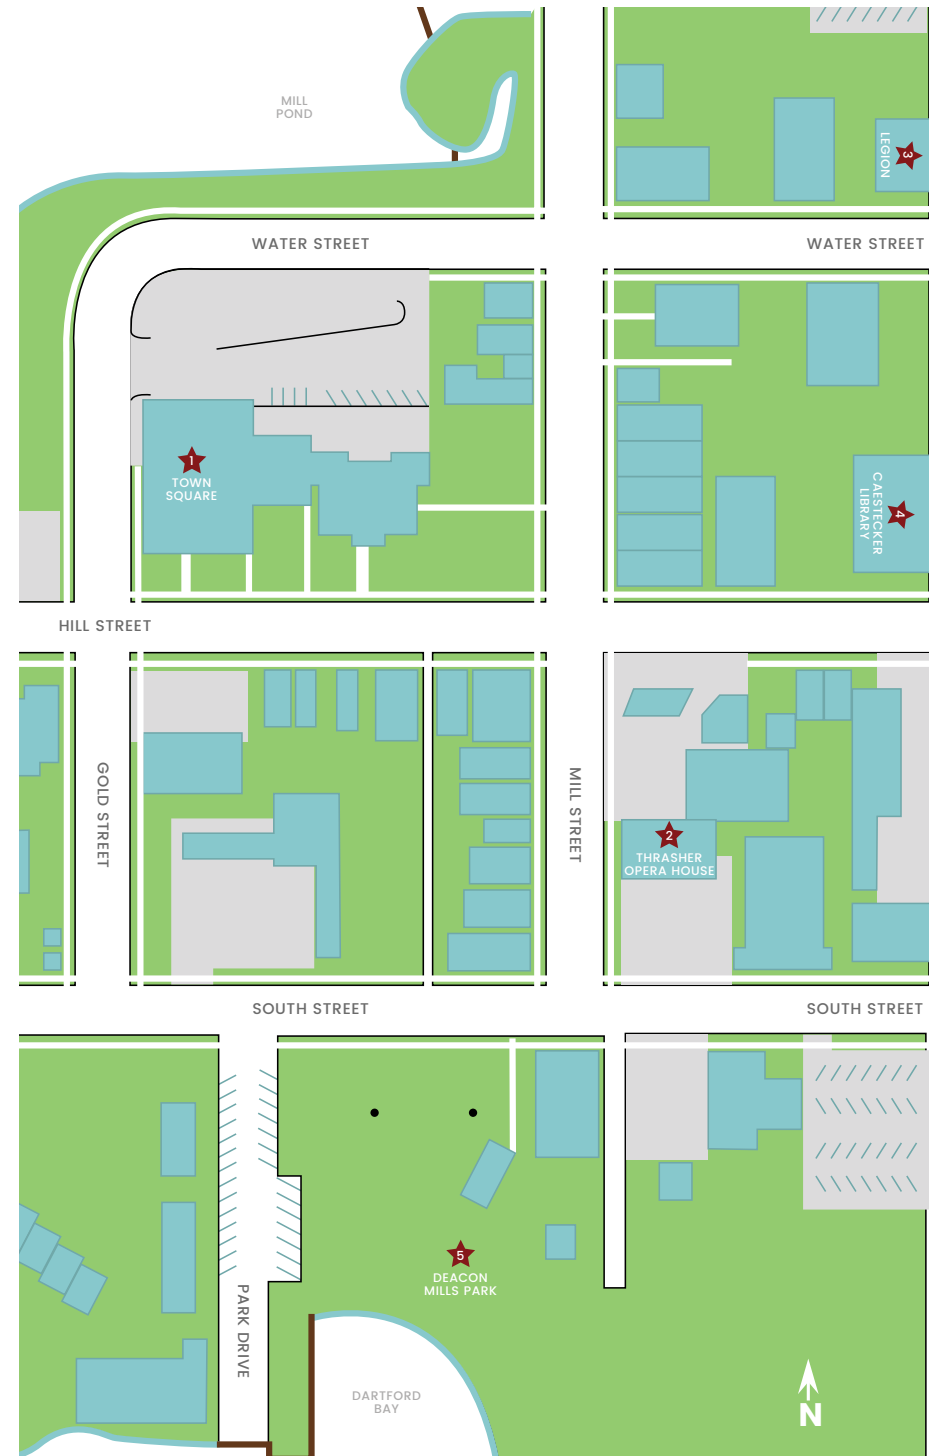 MILL
POND
3
LEGION
WATER STREET
WATER STREET
1
TOWN
SQUARE
4
CAESTECKER
LIBRARY
HILL STREET
GOLD STREET
MILL STREET
2
THRASHER
OPERA HOUSE
SOUTH STREET
SOUTH STREET
5
DEACON
MILLS PARK
PARK DRIVE
DARTFORD
BAY
N